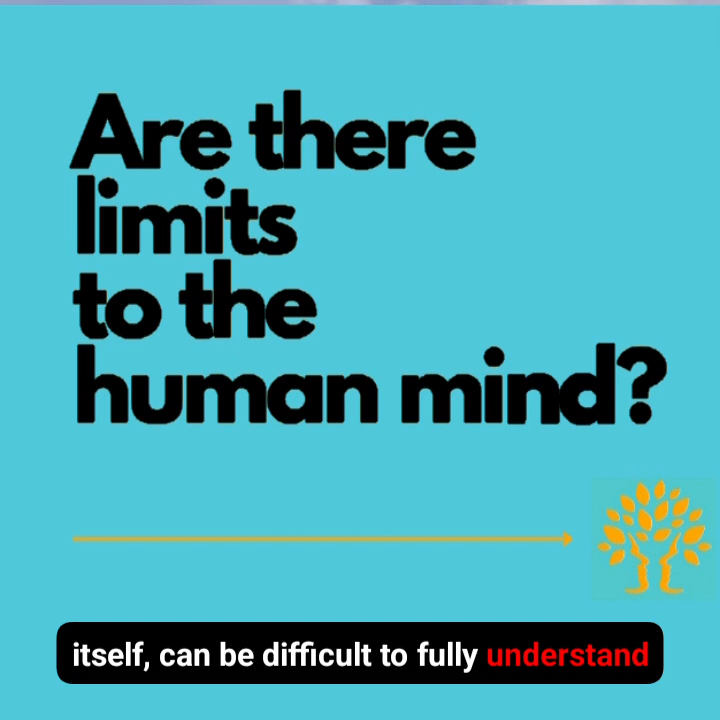 Are there
limits
to the
human mind?
itself, can be difficult to fully understand